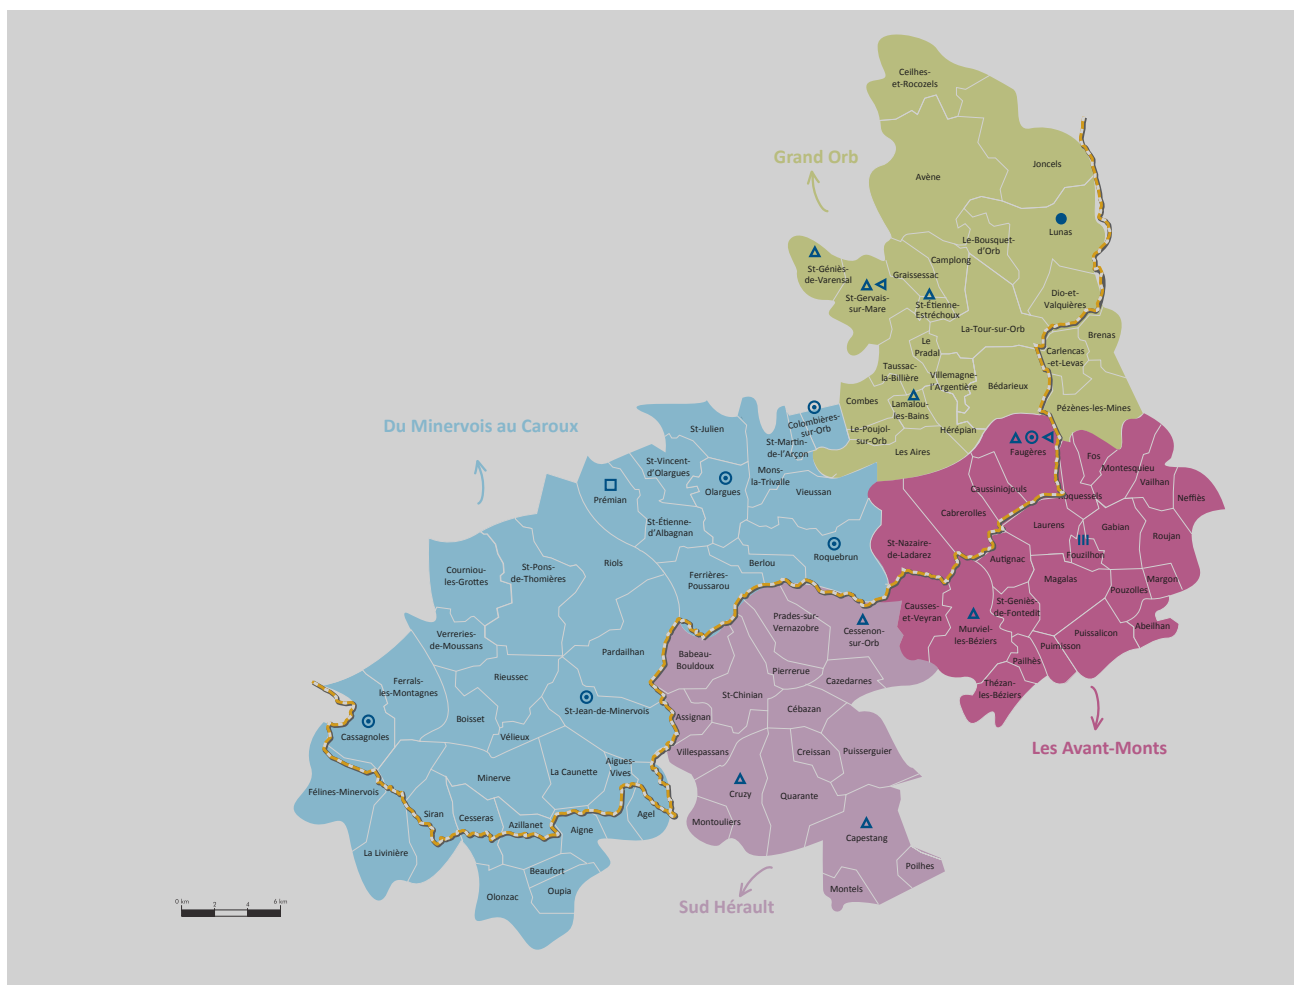 Ceilhes-
et-Rocozels
Grand Orb
Joncels
Avène
Lunas
Le-Bousquet-
d'Orb
Camplong
St-Géniès-
de-Varensal
Graissessac
St-Gervais-
sur-Mare
St-Étienne-
Estréchoux
Dio-et-
Valquières
La-Tour-sur-Orb
Brenas
Le
Pradal
Carlencas
-et-Levas
Taussac-
la-Billière
Villemagne-
l'Argentière
Bédarieux
Combes
Lamalou-
les-Bains
Pézènes-les-Mines
Du Minervois au Caroux
Colombières-
sur-Orb
St-Julien
Le-Poujol-
sur-Orb
Hérépian
St-Martin-
de-l'Arçon
Les Aires
Faugères
Fos
Montesquieu
St-Vincent-
d'Olargues
Mons-
la-Trivalle
Vailhan
Olargues
Vieussan
Caussiniojouls
Roquessels
Neffiès
Prémian
Cabrerolles
St-Étienne-
d'Albagnan
Laurens
Gabian
Roujan
St-Nazaire-
de-Ladarez
Roquebrun
Fouzilhon
Autignac
Riols
Berlou
Courniou-
les-Grottes
St-Pons-
de-Thomières
Ferrières-
Poussarou
Magalas
Margon
Pouzolles
Causses-
et-Veyran
St-Geniès-
de-Fontedit
Prades-sur-
Vernazobre
Cessenon-
sur-Orb
Murviel-
les-Béziers
Abeilhan
Puissalicon
Verreries-
de-Moussans
Puimisson
Pardailhan
Babeau-
Bouldoux
Pailhès
Pierrerue
Rieussec
Cazedarnes
Thézan-
les-Béziers
Ferrals-
les-Montagnes
St-Chinian
St-Jean-de-Minervois
Cébazan
Boisset
Assignan
Cassagnoles
Vélieux
Villespassans
Creissan
Puisserguier
Les Avant-Monts
Aigues-
Vives
La Caunette
Minerve
Félines-Minervois
Cruzy
Quarante
Siran
Cesseras
Azillanet
Aigne
Agel
Montouliers
Capestang
La Livinière
Poilhes
Beaufort
Oupia
Olonzac
Montels
Sud Hérault
0 km 2 4 6 km